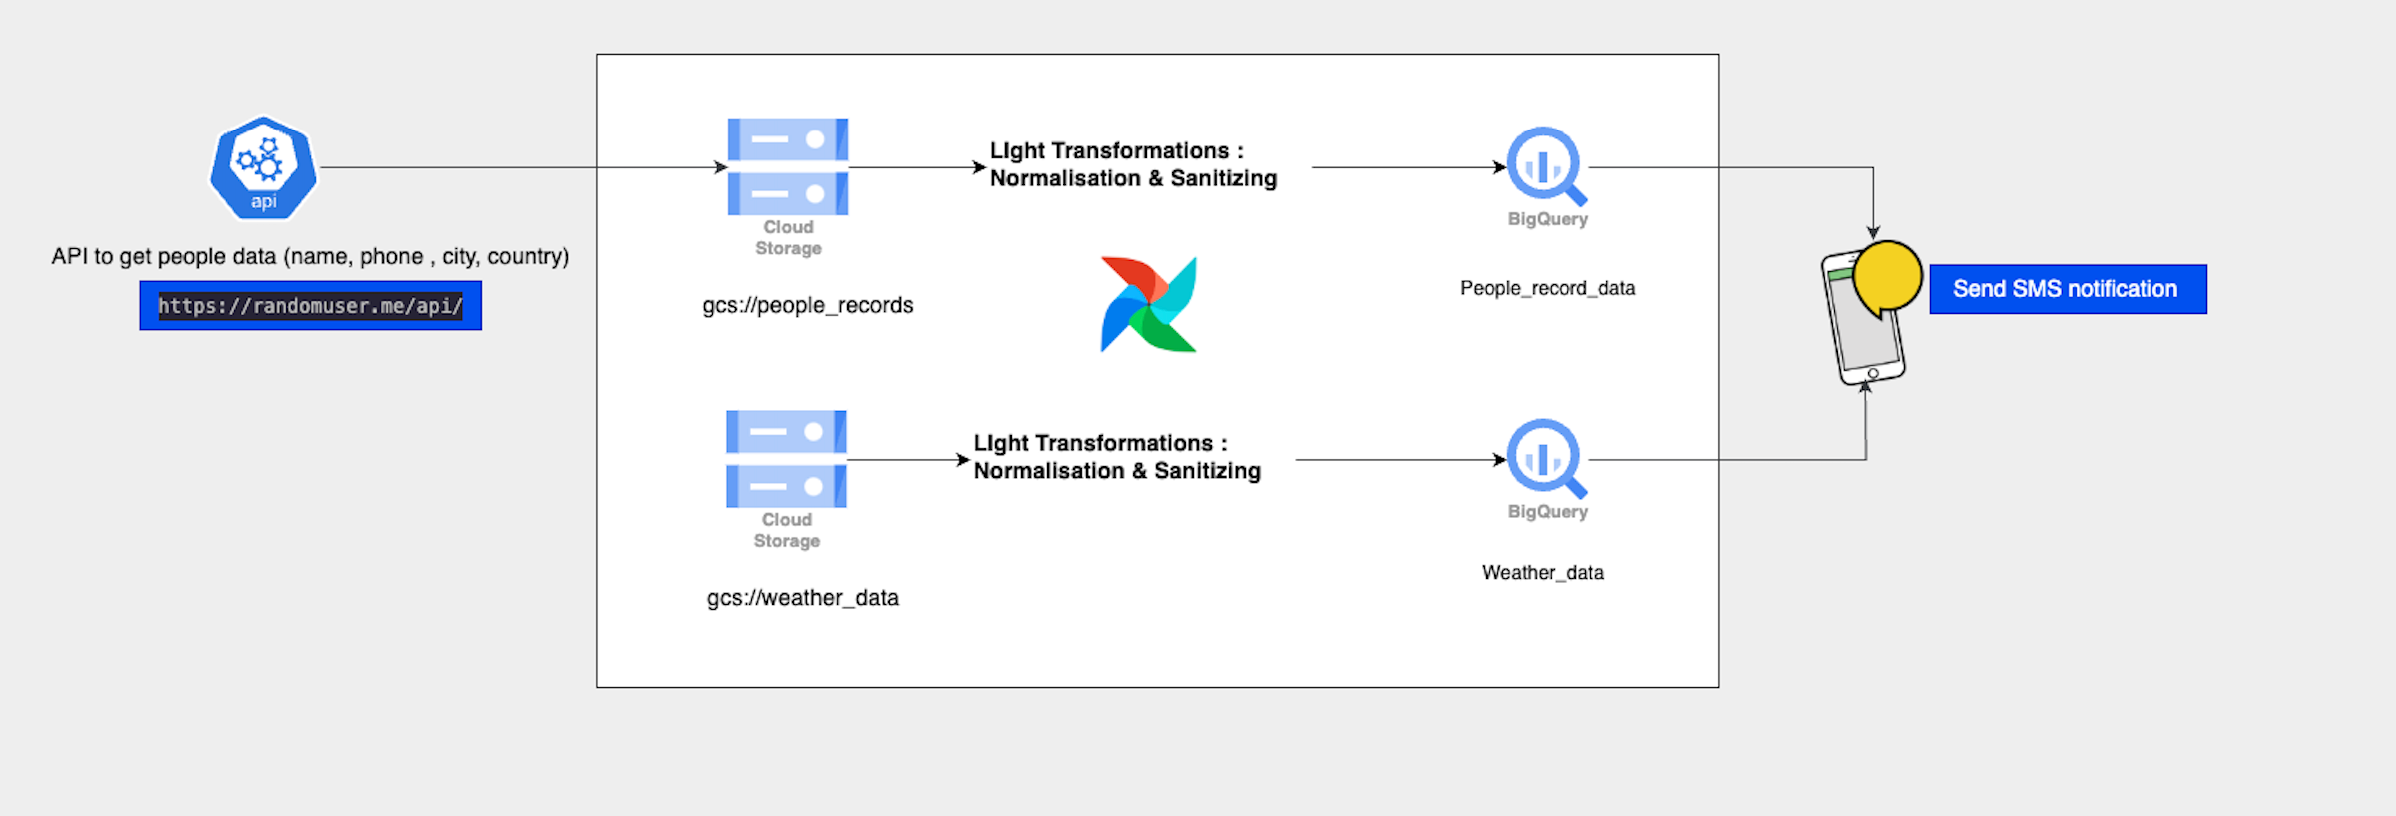 api
API to get people data (name, phone , city, country)
https://randomuser.me/api/
Cloud
Storage
gcs://people_records
LIght Transformations :
Normalisation & Sanitizing
BigQuery
People_record_data
Send SMS notification
Cloud
Storage
gcs://weather_data
LIght Transformations :
Normalisation & Sanitizing
BigQuery
Weather_data